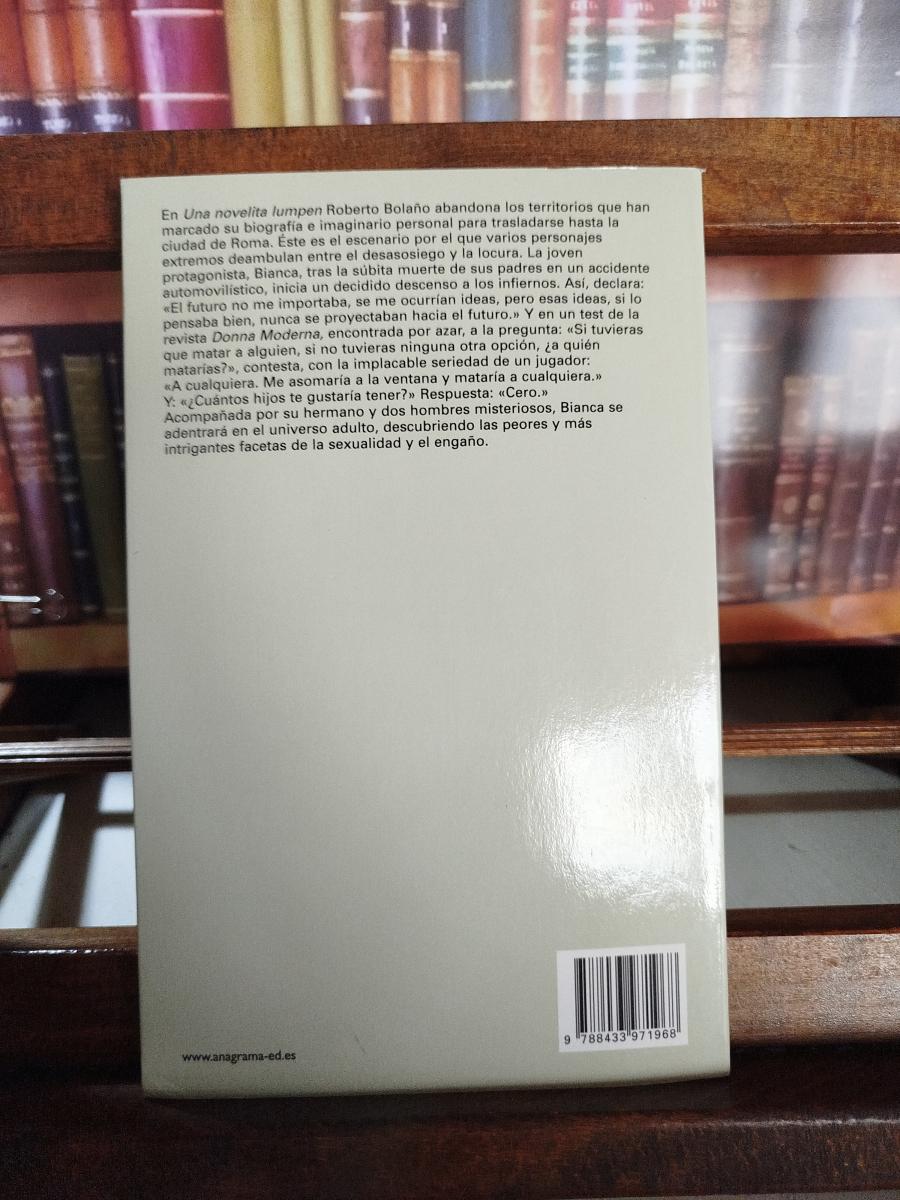 En Una novelita lumpen Roberto Bolaño abandona los territorios que han
marcado su biografía e imaginario personal para trasladarse hasta la
ciudad de Roma. Éste es el escenario por el que varios personajes
extremos deambulan entre el desasosiego y la locura. La joven
protagonista, Bianca, tras la súbita muerte de sus padres en un accidente
automovilístico, inicia un decidido descenso a los infiernos. Así, declara:
«El futuro no me importaba, se me ocurrían ideas, pero esas ideas, si lo
pensaba bien, nunca se proyectaban hacia el futuro.» Y en un test de la
revista Donna Moderna, encontrada por azar, a la pregunta: «Si tuvieras
que matar a alguien, si no tuvieras ninguna otra opción, ¿a quién
matarías?», contesta, con la implacable seriedad de un jugador:
«A cualquiera. Me asomaría a la ventana y mataría a cualquiera.»
Y: «¿Cuántos hijos te gustaría tener?» Respuesta: «Cero.»
Acompañada por su hermano y dos hombres misteriosos, Bianca se
adentrará en el universo adulto, descubriendo las peores y más
intrigantes facetas de la sexualidad y el engaño.
www.anagrama-ed.es
9 788433 971968